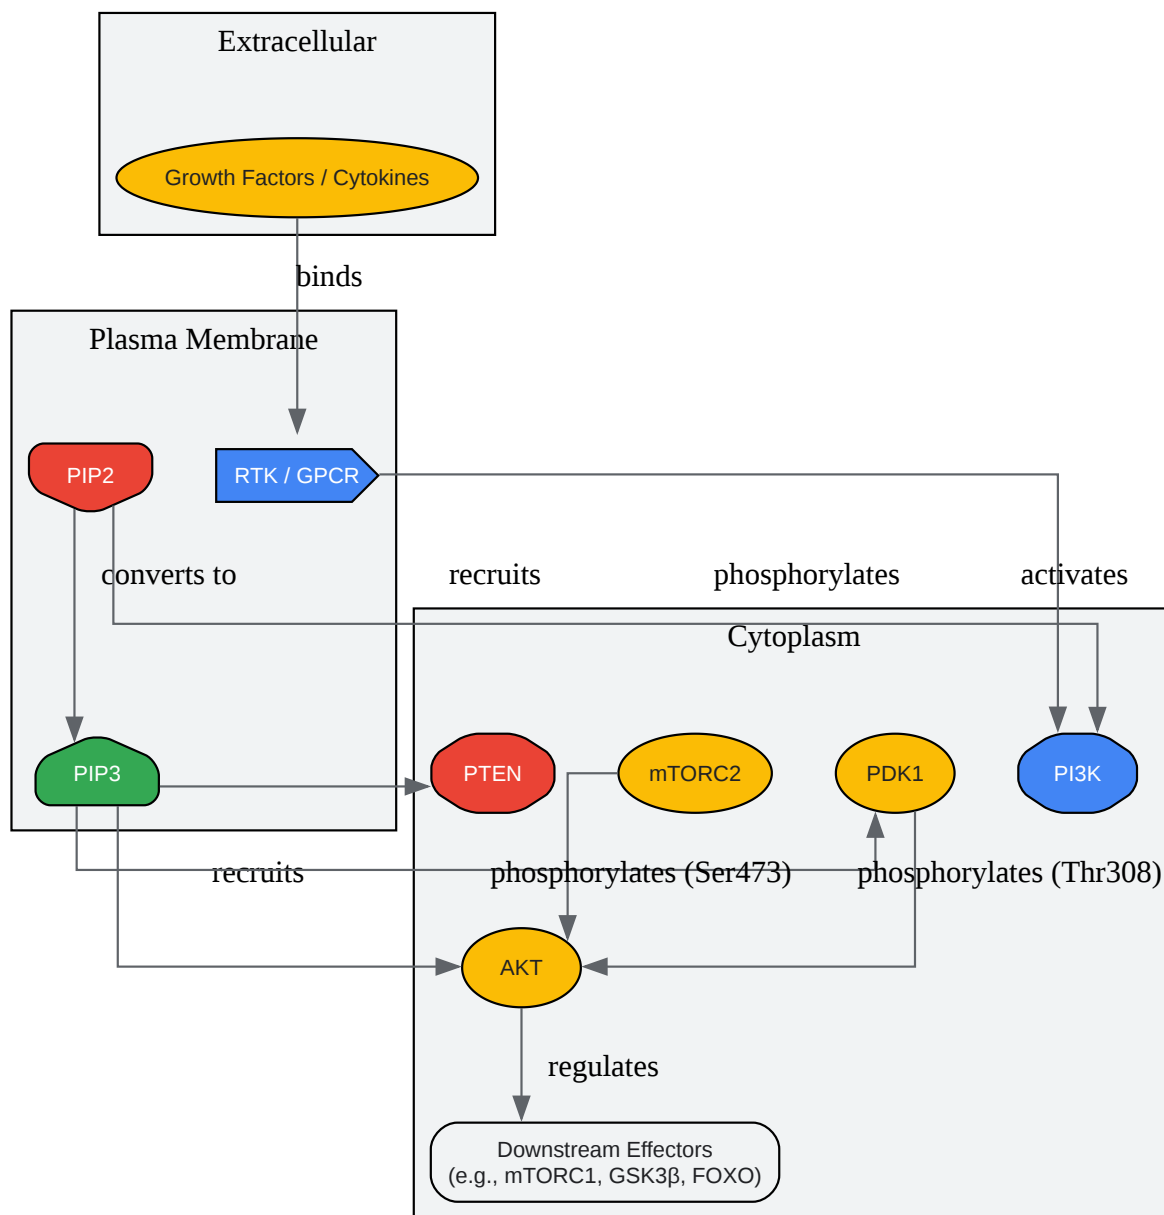 Extracellular
Growth Factors / Cytokines
binds
Plasma Membrane
PIP2
RTK / GPCR
converts to
recruits
phosphorylates
activates
Cytoplasm
PIP3
PTEN
mTORC2
PDK1
PI3K
recruits
phosphorylates (Ser473)
phosphorylates (Thr308)
AKT
regulates
Downstream Effectors
(e.g., mTORC1, GSK3β, FOXO)